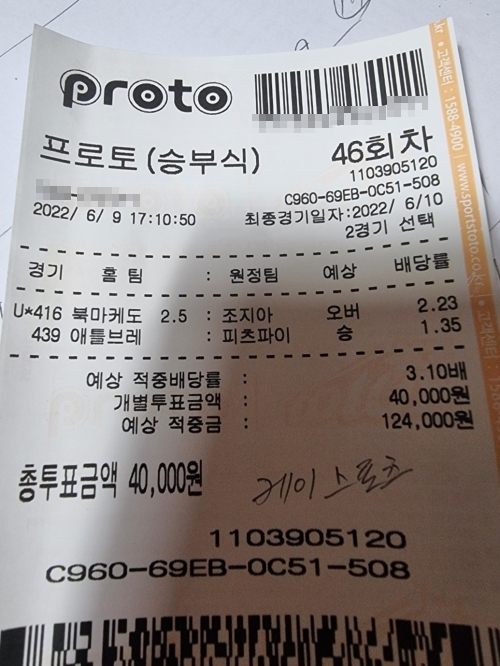 proto
프로토(승부식) 46회차
1103905120
C960-69EB-0C51-508
2022/ 6/ 9 17:10:50 최종경기일자:2022/ 6/10
2경기 선택
경기 홈 팀 : 원정팀 예상 배당률
U*416 북마케도 2.5 : 조지아 오버 2.23
439 애틀브레 : 피츠파이 승 1.35
예상 적중배당률 : 3.10배
개별투표금액 : 40,000원
예상 적중금 : 124,000원
총투표금액 40,000원 케이스포츠
1103905120
C960-69EB-0C51-508
고객센터 : 1588-4900
www.sportstoto.co.kr
고객센터 : 1588